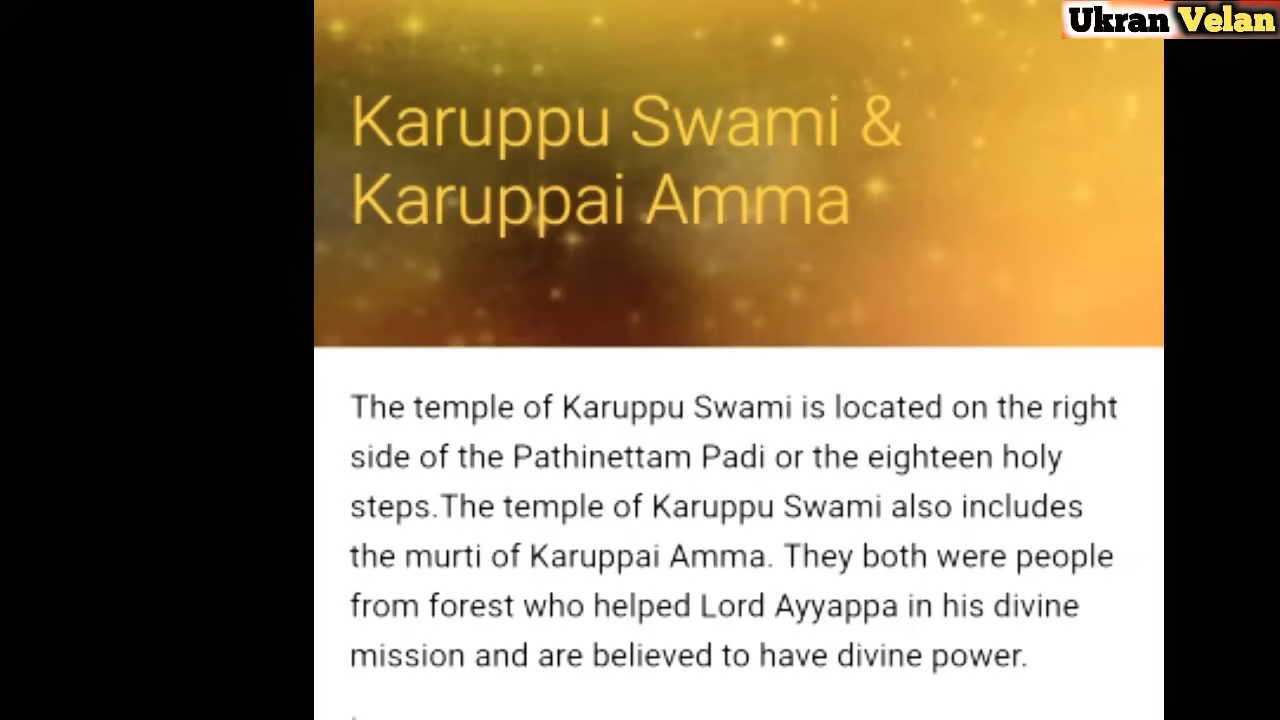 Ukran Velan
Karuppu Swami &
Karuppai Amma
The temple of Karuppu Swami is located on the right
side of the Pathinettam Padi or the eighteen holy
steps.The temple of Karuppu Swami also includes
the murti of Karuppai Amma. They both were people
from forest who helped Lord Ayyappa in his divine
mission and are believed to have divine power.